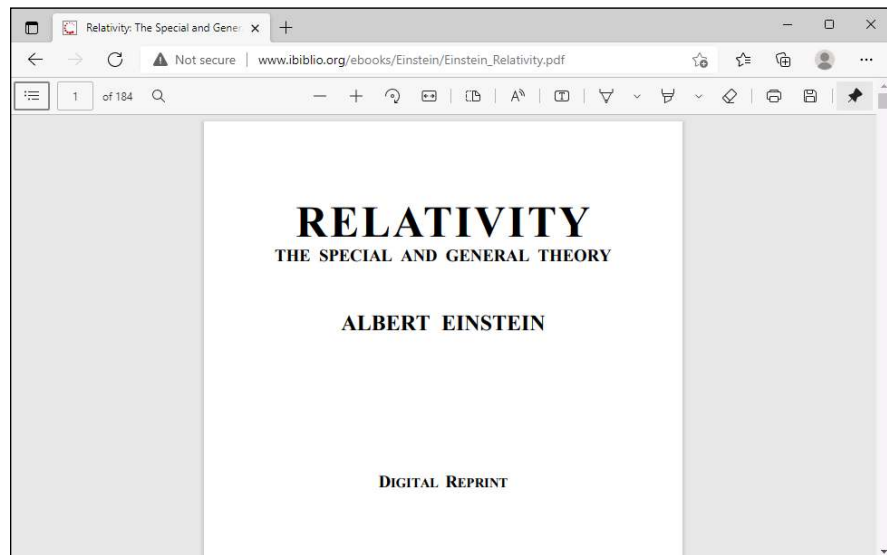 Relativity: The Special and Gener
Not secure | www.ibiblio.org/ebooks/Einstein/Einstein_Relativity.pdf
1 of 184
RELATIVITY
THE SPECIAL AND GENERAL THEORY
ALBERT EINSTEIN
DIGITAL REPRINT